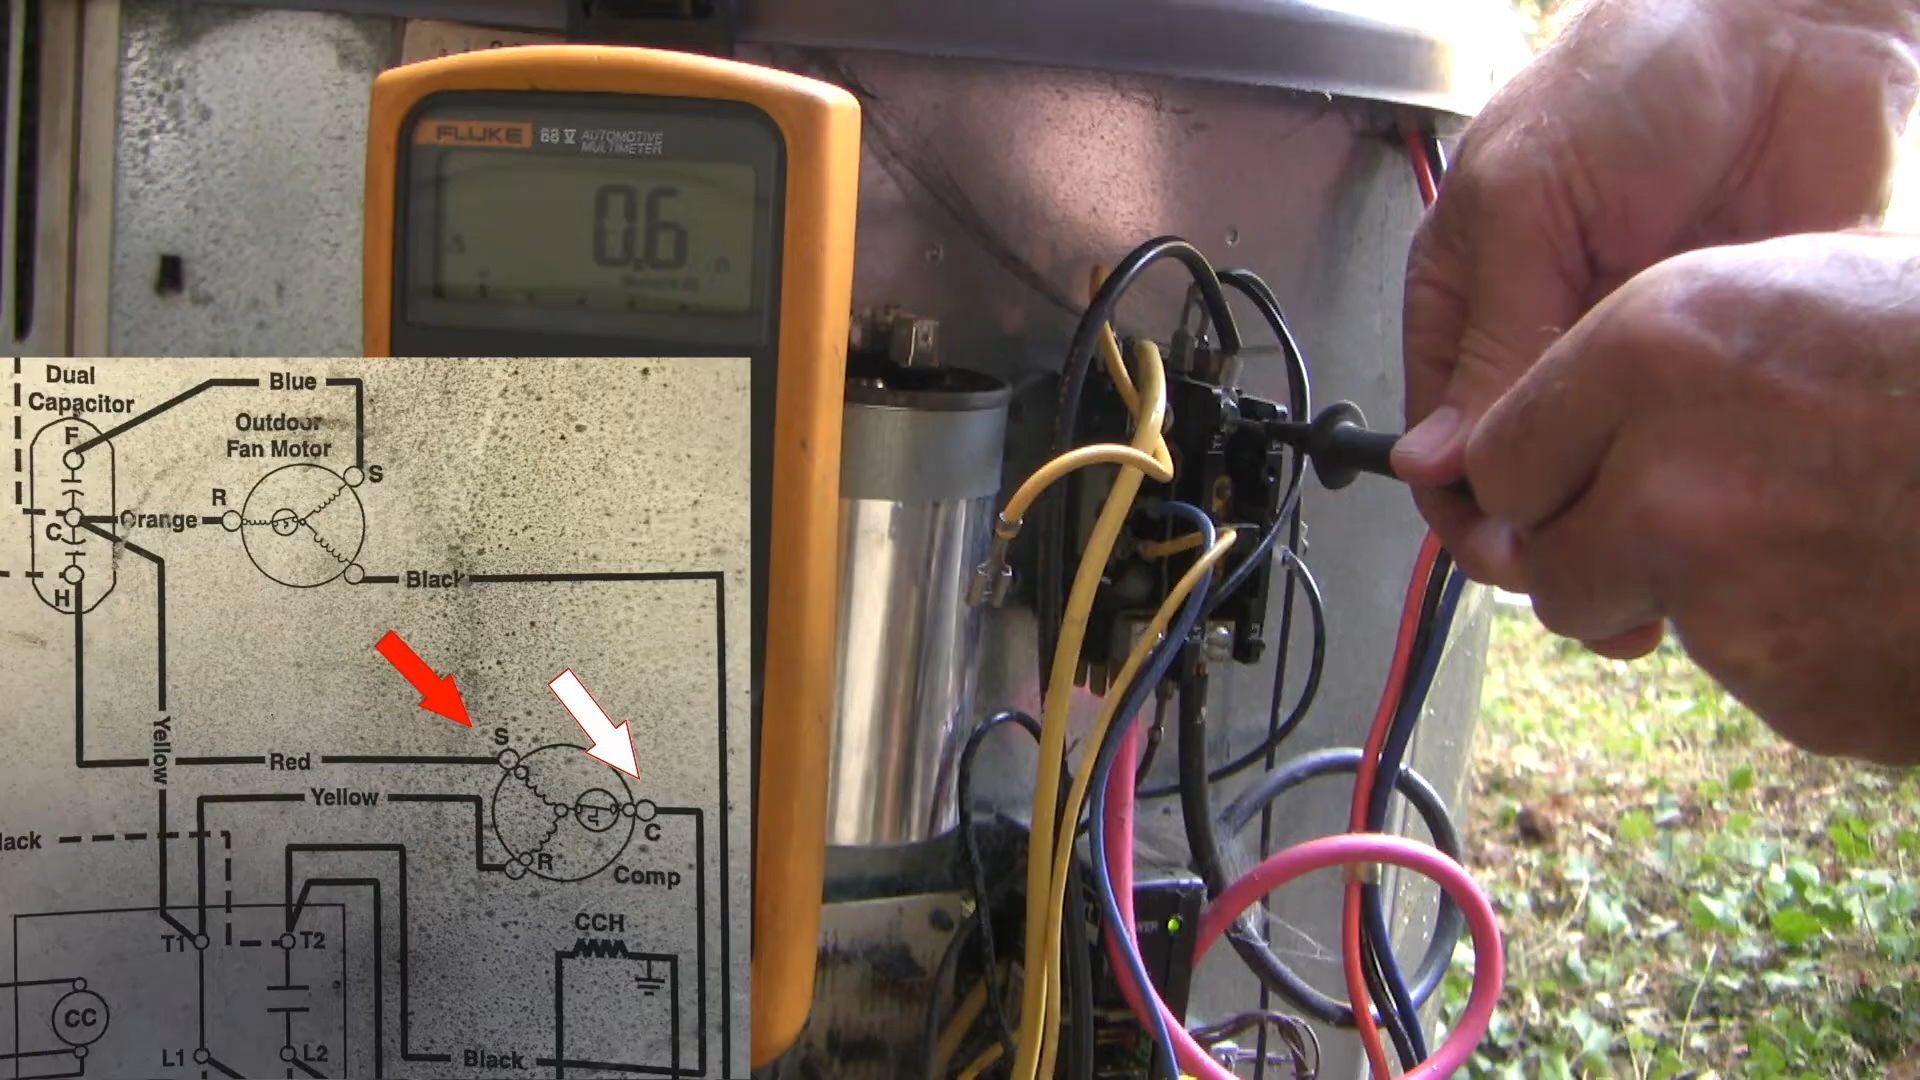 FLUKE 88 V AUTOMOTIVE
MULTIMETER
0.6
Dual
Capacitor
Blue
Outdoor
Fan Motor
F
S
R
C
Orange
H
Black
Yellow
S
Red
Yellow
C
R
lack
Comp
CCH
T1
T2
CC
L1
L2
Black